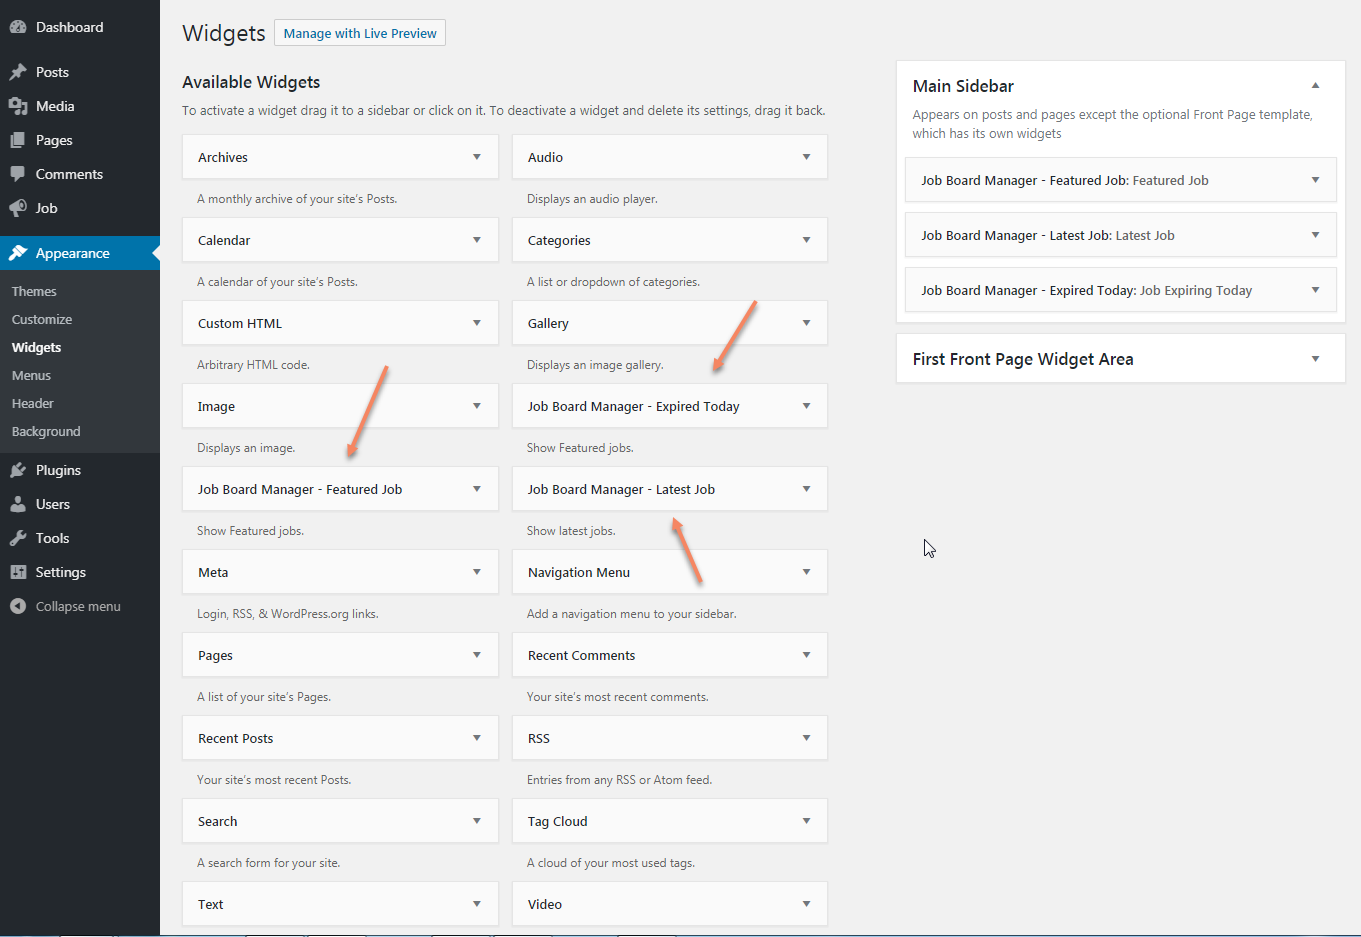 Dashboard
Posts
Media
Pages
Comments
Job
Appearance
Themes
Customize
Widgets
Menus
Header
Background
Plugins
Users
Tools
Settings
Collapse menu
Widgets
Manage with Live Preview
Available Widgets
To activate a widget drag it to a sidebar or click on it. To deactivate a widget and delete its settings, drag it back.
Archives
A monthly archive of your site's Posts.
Audio
Displays an audio player.
Calendar
A calendar of your site's Posts.
Categories
A list or dropdown of categories.
Custom HTML
Arbitrary HTML code.
Gallery
Displays an image gallery.
Image
Displays an image.
Job Board Manager - Expired Today
Show Featured jobs.
Job Board Manager - Featured Job
Show Featured jobs.
Job Board Manager - Latest Job
Show latest jobs.
Meta
Login, RSS, & WordPress.org links.
Navigation Menu
Add a navigation menu to your sidebar.
Pages
A list of your site's Pages.
Recent Comments
Your site's most recent comments.
Recent Posts
Your site's most recent Posts.
RSS
Entries from any RSS or Atom feed.
Search
A search form for your site.
Tag Cloud
A cloud of your most used tags.
Text
Video
Main Sidebar
Appears on posts and pages except the optional Front Page template,
which has its own widgets
Job Board Manager - Featured Job: Featured Job
Job Board Manager - Latest Job: Latest Job
Job Board Manager - Expired Today: Job Expiring Today
First Front Page Widget Area